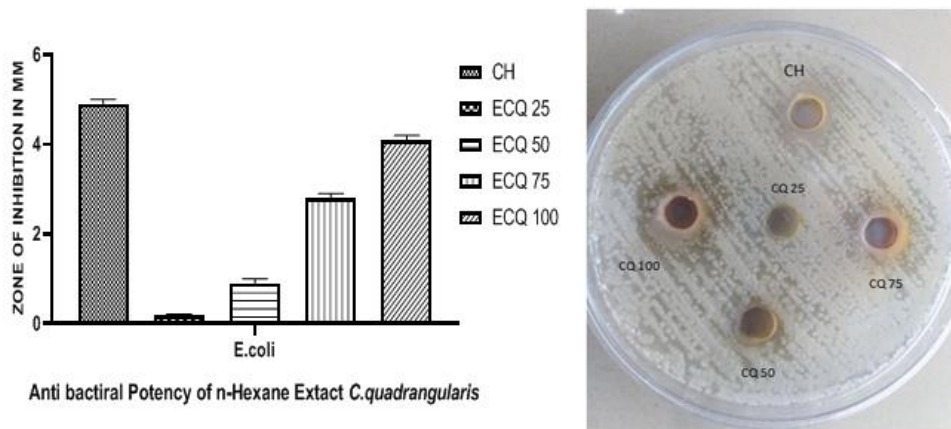 ZONE OF INHIBITION IN MM
6
4
2
0
E.coli
Anti bactiral Potency of n-Hexane Extact C.quadrangularis
CH
ECQ 25
ECQ 50
ECQ 75
ECQ 100
CH
CQ 25
CQ 100
CQ 75
CQ 50